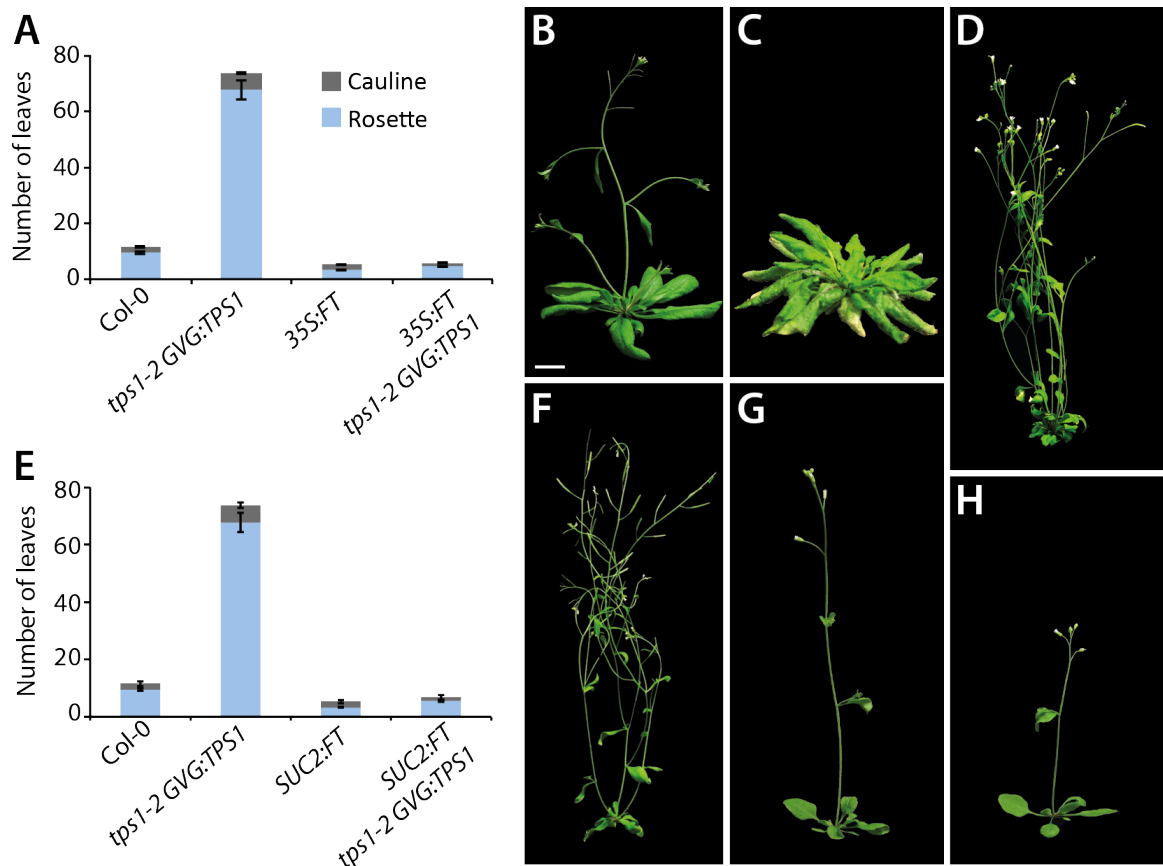 A
80
60
40
20
0
Number of leaves
Cauline
Rosette
Col-0
tps1-2 GVG:TPS1
35S:FT
35S:FT
tps1-2 GVG:TPS1
B
C
D
E
80
60
40
20
0
Number of leaves
Col-0
tps1-2 GVG:TPS1
SUC2:FT
SUC2:FT
tps1-2 GVG:TPS1
F
G
H